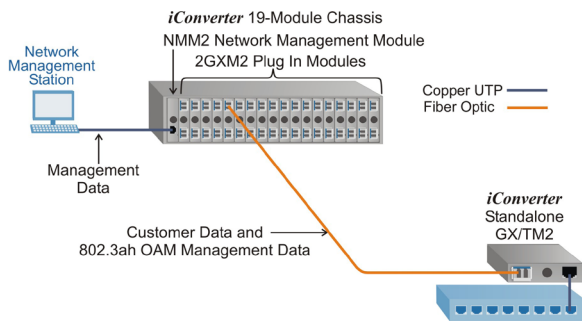 iConverter 19-Module Chassis
NMM2 Network Management Module
2GXM2 Plug In Modules
Network
Management
Station
Copper UTP
Fiber Optic
Management
Data
iConverter
Standalone
GX/TM2
Customer Data and
802.3ah OAM Management Data